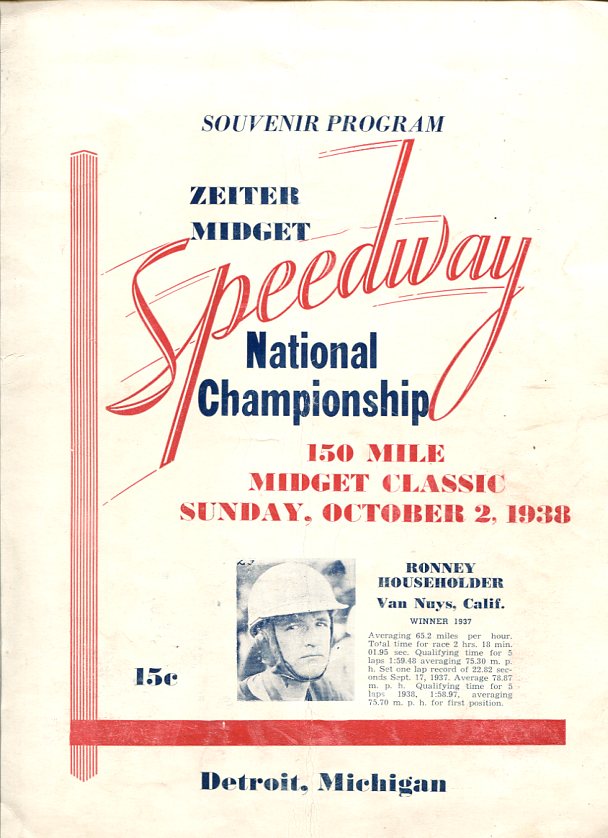 SOUVENIR PROGRAM
ZEITER
MIDGET
Speedway
National
Championship
150 MILE
MIDGET CLASSIC
SUNDAY, OCTOBER 2, 1938
RONNEY
HOUSEHOLDER
Van Nuys, Calif.
WINNER 1937
Averaging 65.2 miles per hour.
Total time for race 2 hrs. 18 min.
01.95 sec. Qualifying time for 5
laps 1:59.48 averaging 75.30 m. p.
h. Set one lap record of 22.82 sec-
onds Sept. 17, 1937. Average 78.87
m. p. h. Qualifying time for 5
laps 1938, 1:58.97, averaging
75.70 m. p. h. for first position.
15c
Detroit, Michigan